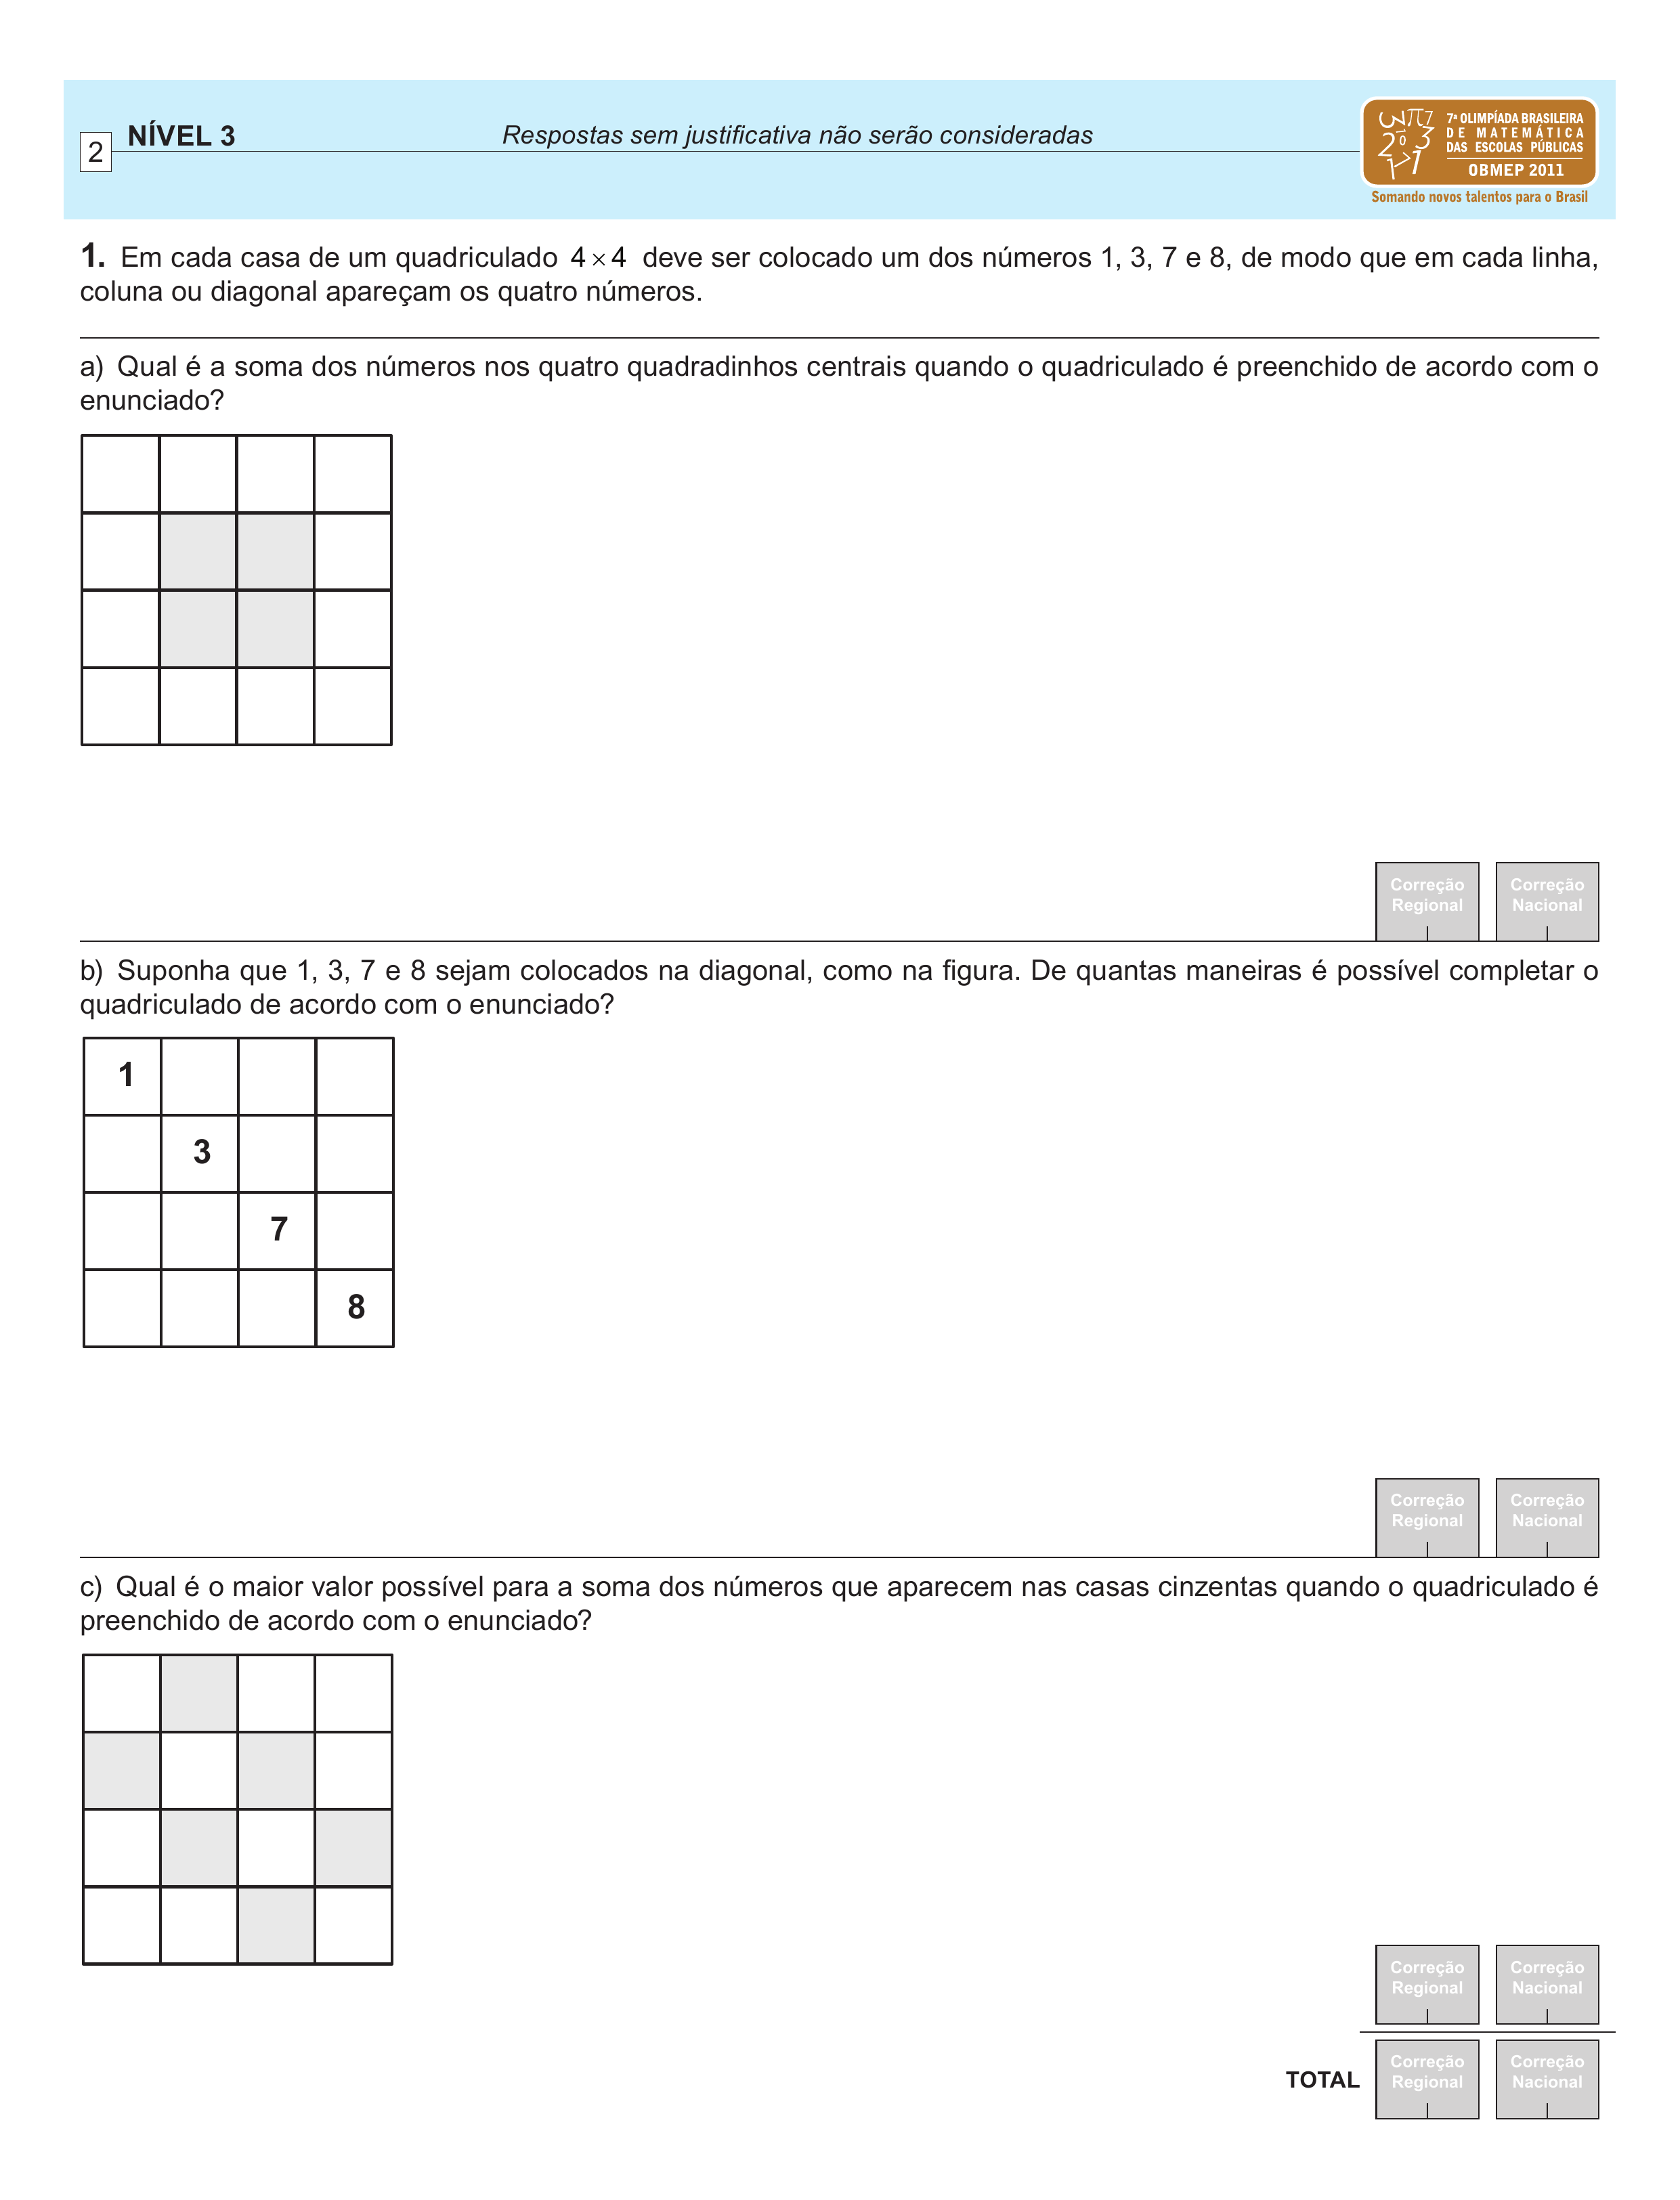 2 NÍVEL 3 Respostas sem justificativa não serão consideradas
7ª OLIMPÍADA BRASILEIRA
DE MATEMÁTICA
DAS ESCOLAS PÚBLICAS
OBMEP 2011
Somando novos talentos para o Brasil
1. Em cada casa de um quadriculado 4×4 deve ser colocado um dos números 1, 3, 7 e 8, de modo que em cada linha,
coluna ou diagonal apareçam os quatro números.
a) Qual é a soma dos números nos quatro quadradinhos centrais quando o quadriculado é preenchido de acordo com o
enunciado?
Correção Regional Correção Nacional
b) Suponha que 1, 3, 7 e 8 sejam colocados na diagonal, como na figura. De quantas maneiras é possível completar o
quadriculado de acordo com o enunciado?
1
3
7
8
Correção Regional Correção Nacional
c) Qual é o maior valor possível para a soma dos números que aparecem nas casas cinzentas quando o quadriculado é
preenchido de acordo com o enunciado?
Correção Regional Correção Nacional
TOTAL Correção Regional Correção Nacional